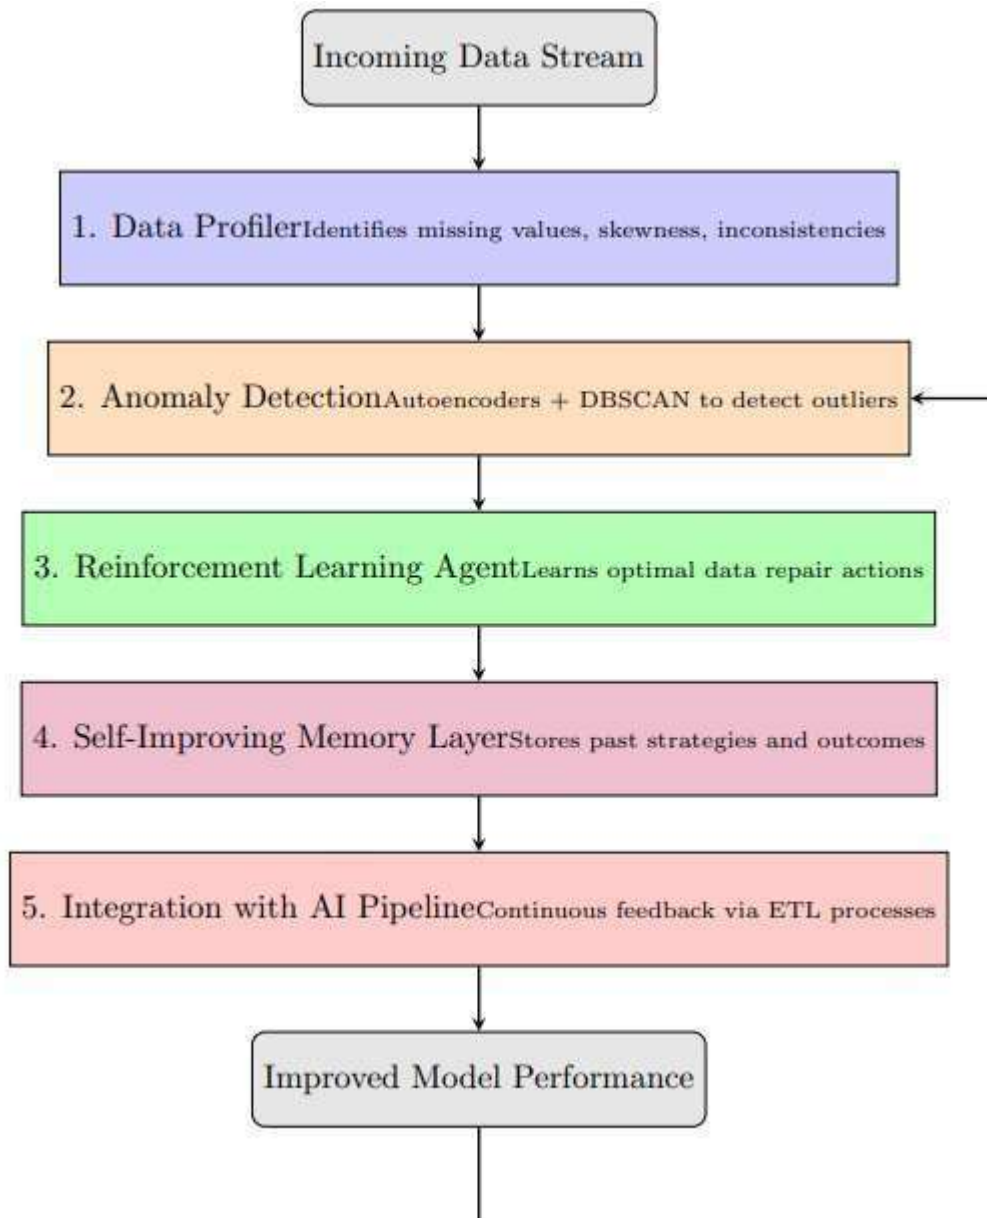 Incoming Data Stream
1. Data ProfilerIdentifies missing values, skewness, inconsistencies
2. Anomaly DetectionAutoencoders + DBSCAN to detect outliers
3. Reinforcement Learning AgentLearns optimal data repair actions
4. Self-Improving Memory LayerStores past strategies and outcomes
5. Integration with AI PipelineContinuous feedback via ETL processes
Improved Model Performance